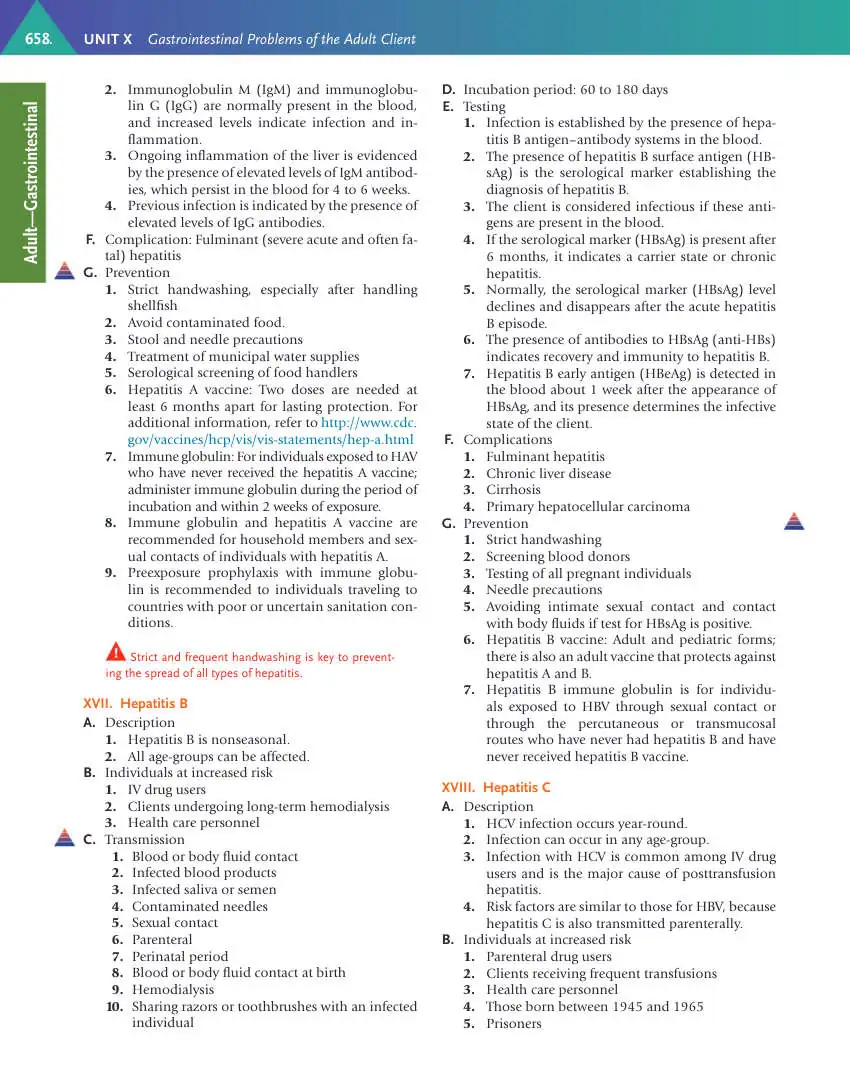 658.
UNIT X Gastrointestinal Problems of the Adult Client
Adult—Gastrointestinal
2. Immunoglobulin M (IgM) and immunoglobu-
lin G (IgG) are normally present in the blood,
and increased levels indicate infection and in-
flammation.
3. Ongoing inflammation of the liver is evidenced
by the presence of elevated levels of IgM antibod-
ies, which persist in the blood for 4 to 6 weeks.
4. Previous infection is indicated by the presence of
elevated levels of IgG antibodies.
F. Complication: Fulminant (severe acute and often fa-
tal) hepatitis
G. Prevention
1. Strict handwashing, especially after handling
shellfish
2. Avoid contaminated food.
3. Stool and needle precautions
4. Treatment of municipal water supplies
5. Serological screening of food handlers
6. Hepatitis A vaccine: Two doses are needed at
least 6 months apart for lasting protection. For
additional information, refer to http://www.cdc.
gov/vaccines/hcp/vis/vis-statements/hep-a.html
7. Immune globulin: For individuals exposed to HAV
who have never received the hepatitis A vaccine;
administer immune globulin during the period of
incubation and within 2 weeks of exposure.
8. Immune globulin and hepatitis A vaccine are
recommended for household members and sex-
ual contacts of individuals with hepatitis A.
9. Preexposure prophylaxis with immune globu-
lin is recommended to individuals traveling to
countries with poor or uncertain sanitation con-
ditions.
! Strict and frequent handwashing is key to prevent-
ing the spread of all types of hepatitis.
XVII. Hepatitis B
A. Description
1. Hepatitis B is nonseasonal.
2. All age-groups can be affected.
B. Individuals at increased risk
1. IV drug users
2. Clients undergoing long-term hemodialysis
3. Health care personnel
C. Transmission
1. Blood or body fluid contact
2. Infected blood products
3. Infected saliva or semen
4. Contaminated needles
5. Sexual contact
6. Parenteral
7. Perinatal period
8. Blood or body fluid contact at birth
9. Hemodialysis
10. Sharing razors or toothbrushes with an infected
individual
D. Incubation period: 60 to 180 days
E. Testing
1. Infection is established by the presence of hepa-
titis B antigen–antibody systems in the blood.
2. The presence of hepatitis B surface antigen (HB-
sAg) is the serological marker establishing the
diagnosis of hepatitis B.
3. The client is considered infectious if these anti-
gens are present in the blood.
4. If the serological marker (HBsAg) is present after
6 months, it indicates a carrier state or chronic
hepatitis.
5. Normally, the serological marker (HBsAg) level
declines and disappears after the acute hepatitis
B episode.
6. The presence of antibodies to HBsAg (anti-HBs)
indicates recovery and immunity to hepatitis B.
7. Hepatitis B early antigen (HBeAg) is detected in
the blood about 1 week after the appearance of
HBsAg, and its presence determines the infective
state of the client.
F. Complications
1. Fulminant hepatitis
2. Chronic liver disease
3. Cirrhosis
4. Primary hepatocellular carcinoma
G. Prevention
1. Strict handwashing
2. Screening blood donors
3. Testing of all pregnant individuals
4. Needle precautions
5. Avoiding intimate sexual contact and contact
with body fluids if test for HBsAg is positive.
6. Hepatitis B vaccine: Adult and pediatric forms;
there is also an adult vaccine that protects against
hepatitis A and B.
7. Hepatitis B immune globulin is for individu-
als exposed to HBV through sexual contact or
through the percutaneous or transmucosal
routes who have never had hepatitis B and have
never received hepatitis B vaccine.
XVIII. Hepatitis C
A. Description
1. HCV infection occurs year-round.
2. Infection can occur in any age-group.
3. Infection with HCV is common among IV drug
users and is the major cause of posttransfusion
hepatitis.
4. Risk factors are similar to those for HBV, because
hepatitis C is also transmitted parenterally.
B. Individuals at increased risk
1. Parenteral drug users
2. Clients receiving frequent transfusions
3. Health care personnel
4. Those born between 1945 and 1965
5. Prisoners